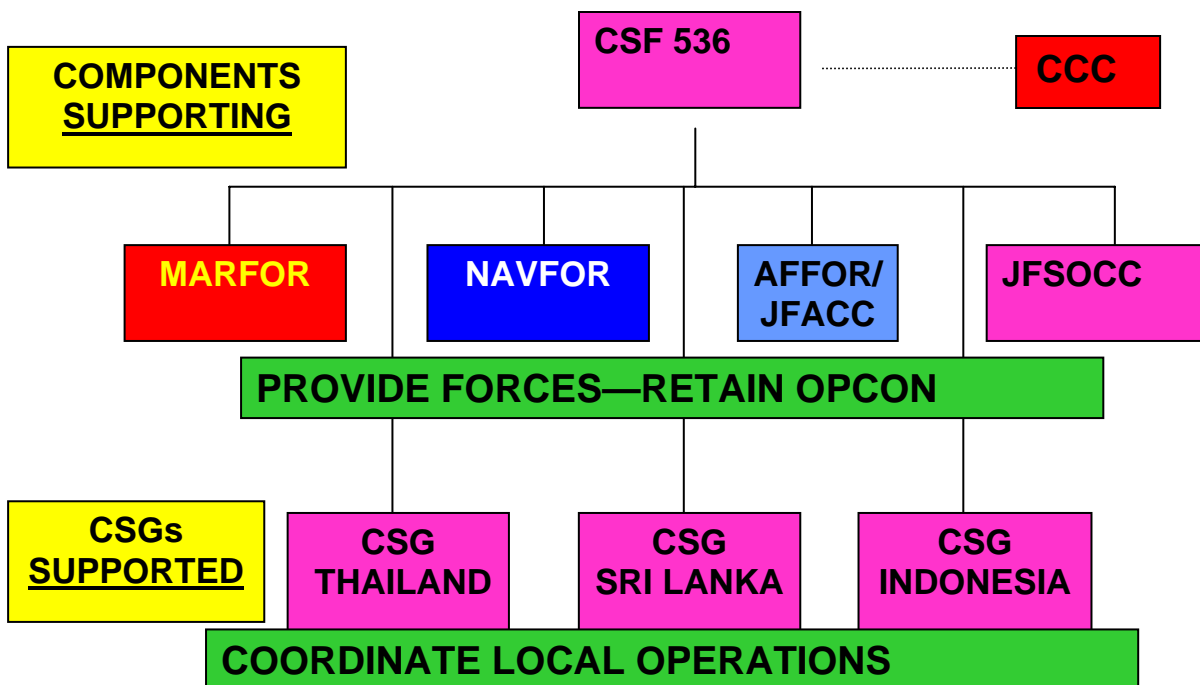 CSF 536
CCC
COMPONENTS
SUPPORTING
MARFOR
NAVFOR
AFFOR/
JFACC
JFSOCC
PROVIDE FORCES—RETAIN OPCON
CSGs
SUPPORTED
CSG
THAILAND
CSG
SRI LANKA
CSG
INDONESIA
COORDINATE LOCAL OPERATIONS